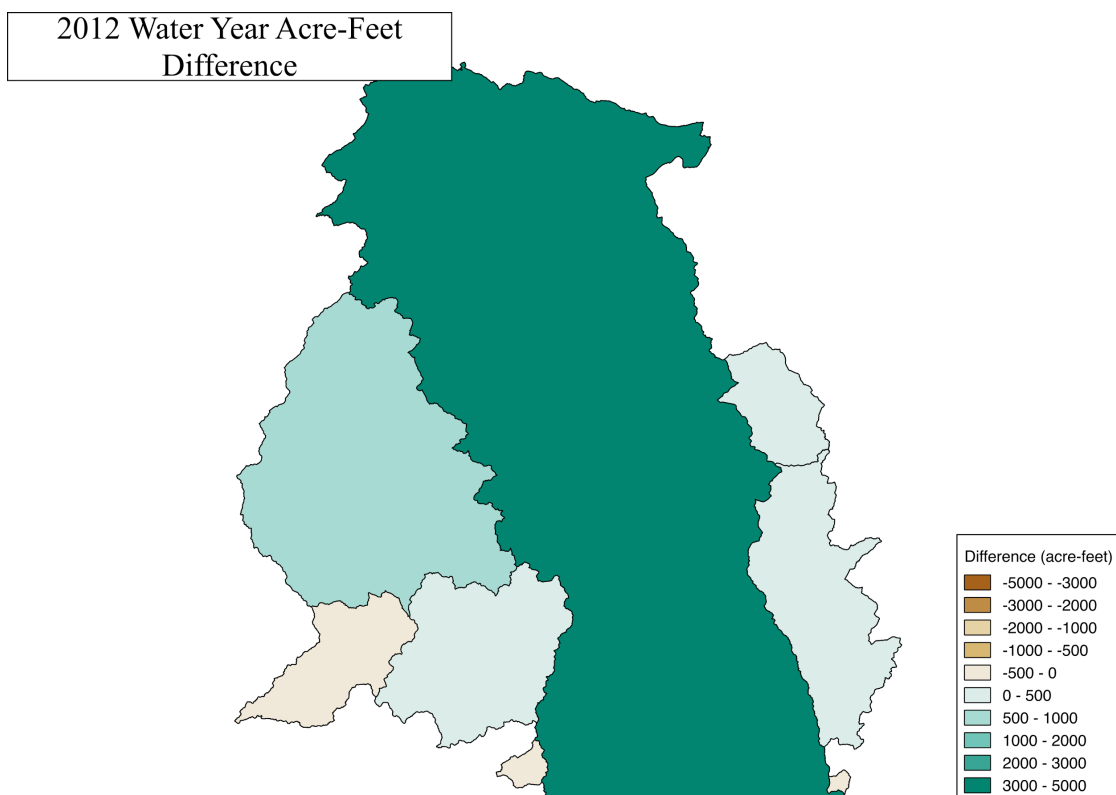 2012 Water Year Acre-Feet
Difference
Difference (acre-feet)
-5000 - -3000
-3000 - -2000
-2000 - -1000
-1000 - -500
-500 - 0
0 - 500
500 - 1000
1000 - 2000
2000 - 3000
3000 - 5000